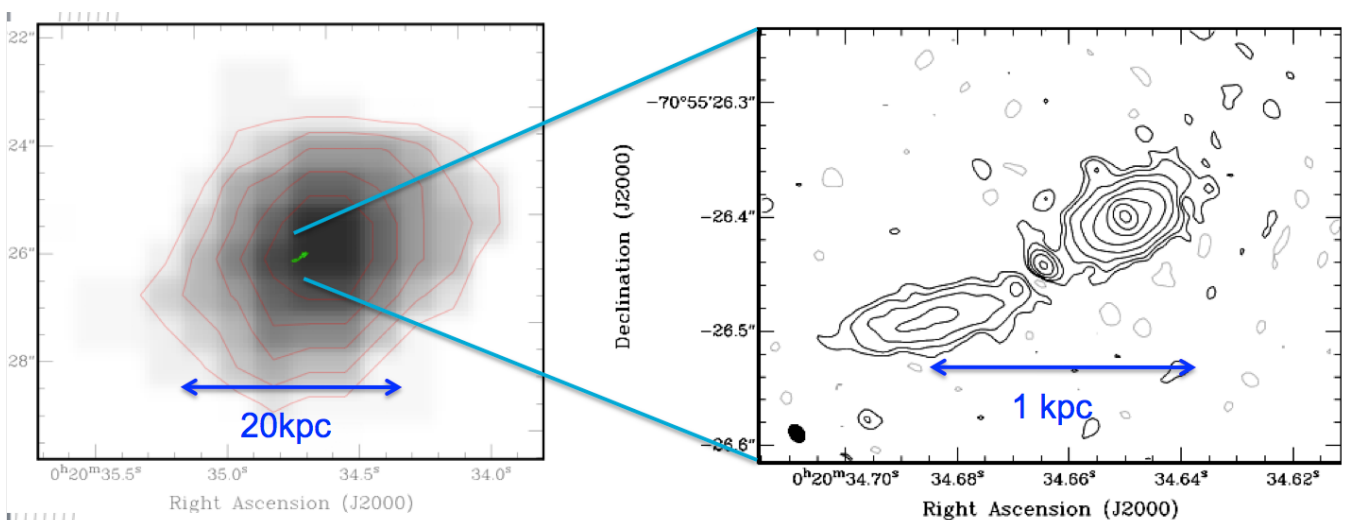 22"
24"
26"
28"
20kpc
0ʰ20ᵐ35.5ˢ
35.0ˢ
34.5ˢ
34.0ˢ
Right Ascension (J2000)
Declination (J2000)
−70°55'26.3"
−26.4"
−26.5"
−26.6"
1 kpc
0ʰ20ᵐ34.70ˢ
34.68ˢ
34.66ˢ
34.64ˢ
34.62ˢ
Right Ascension (J2000)